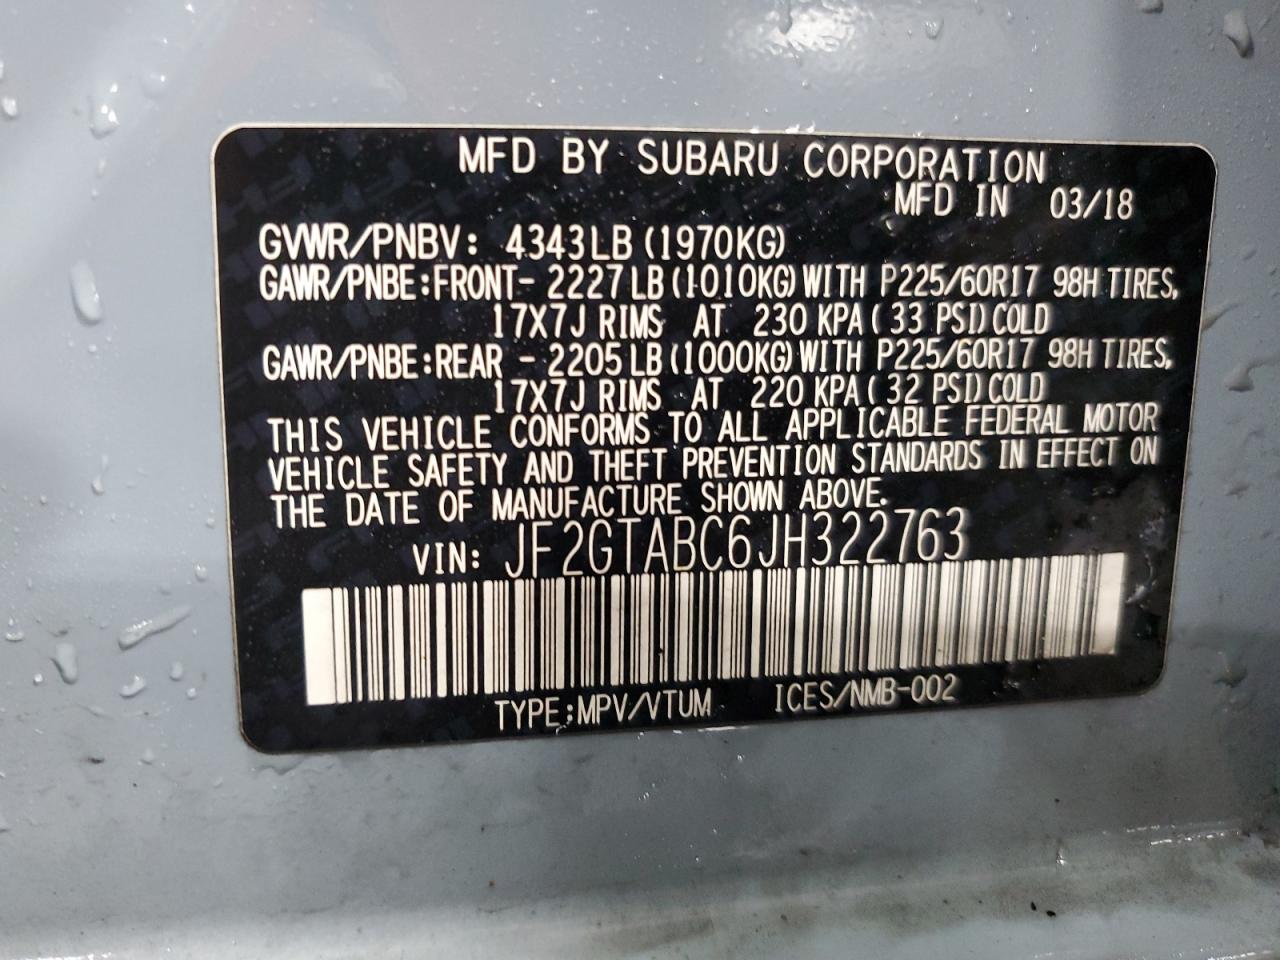 MFD BY SUBARU CORPORATION
MFD IN 03/18
GVWR/PNBV: 4343LB (1970KG)
GAWR/PNBE:FRONT- 2227LB (1010KG) WITH P225/60R17 98H TIRES,
17X7J RIMS AT 230 KPA (33 PSI) COLD
GAWR/PNBE:REAR - 2205LB (1000KG) WITH P225/60R17 98H TIRES,
17X7J RIMS AT 220 KPA (32 PSI) COLD
THIS VEHICLE CONFORMS TO ALL APPLICABLE FEDERAL MOTOR
VEHICLE SAFETY AND THEFT PREVENTION STANDARDS IN EFFECT ON
THE DATE OF MANUFACTURE SHOWN ABOVE.
VIN: JF2GTABC6JH322763
TYPE:MPV/VTUM ICES/NMB-002